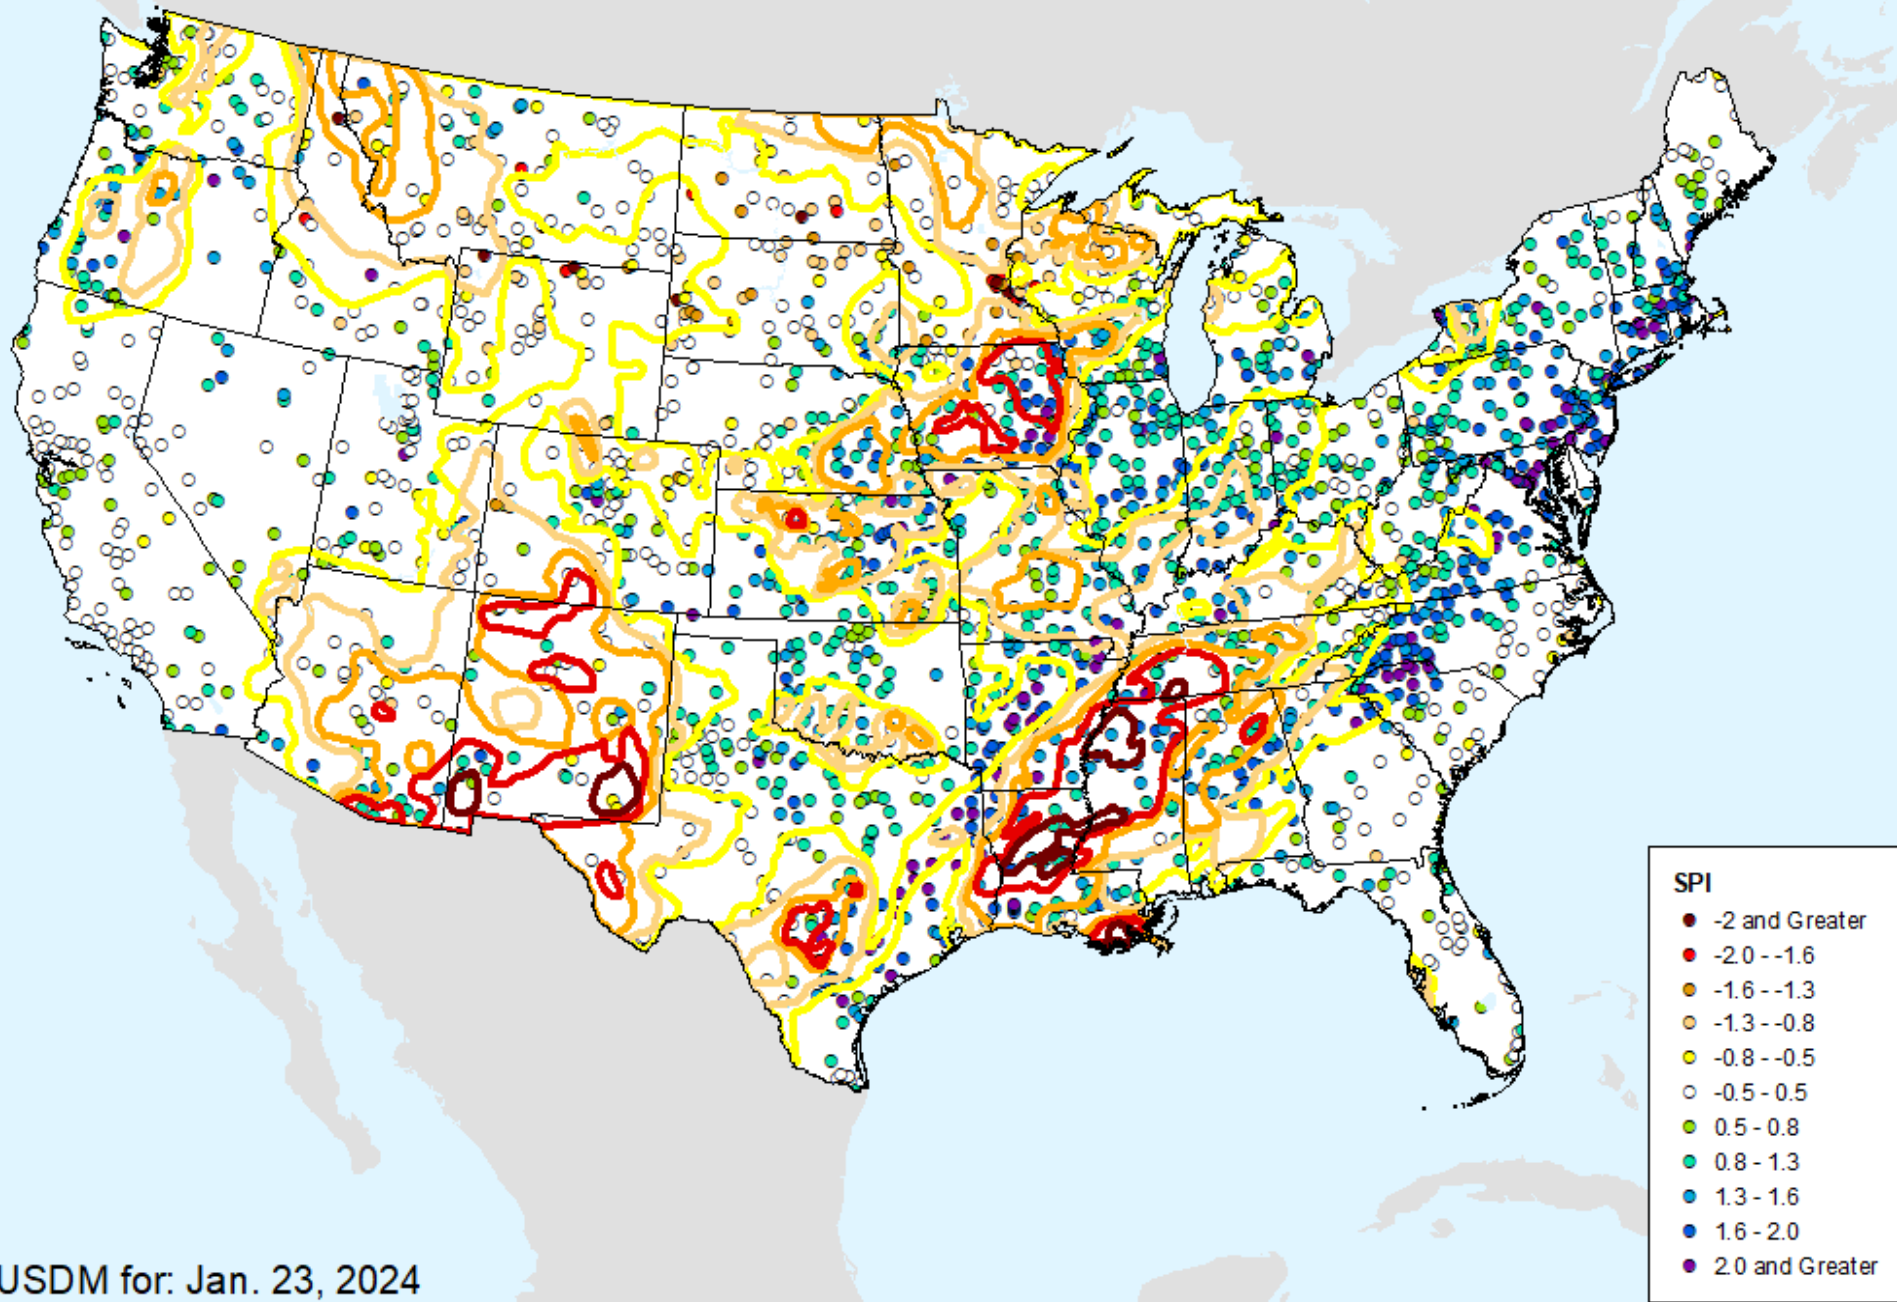 SPI
-2 and Greater
-2.0 - -1.6
-1.6 - -1.3
-1.3 - -0.8
-0.8 - -0.5
-0.5 - 0.5
0.5 - 0.8
0.8 - 1.3
1.3 - 1.6
1.6 - 2.0
2.0 and Greater
USDM for: Jan. 23, 2024